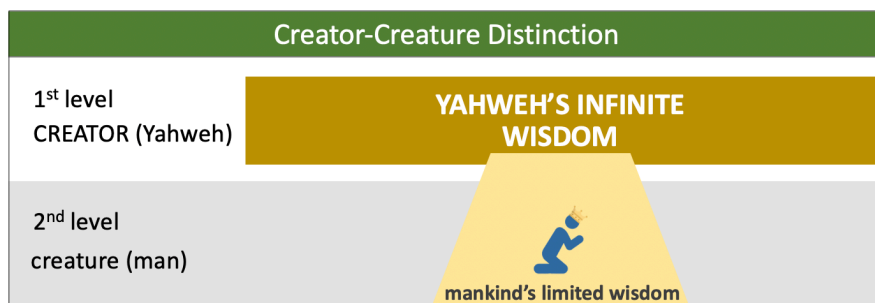 Creator-Creature Distinction
1st level
CREATOR (Yahweh)
YAHWEH’S INFINITE
WISDOM
2nd level
creature (man)
mankind’s limited wisdom